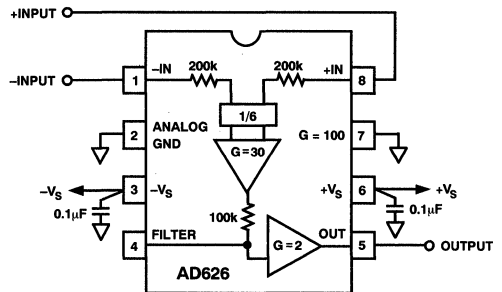 +INPUT
200k 200k
–INPUT 1 –IN +IN 8
1/6
2 ANALOG GND G = 100 7
G = 30
–VS 3 –VS +VS 6 +VS
0.1µF 100k 0.1µF
4 FILTER G = 2 OUT 5 OUTPUT
AD626